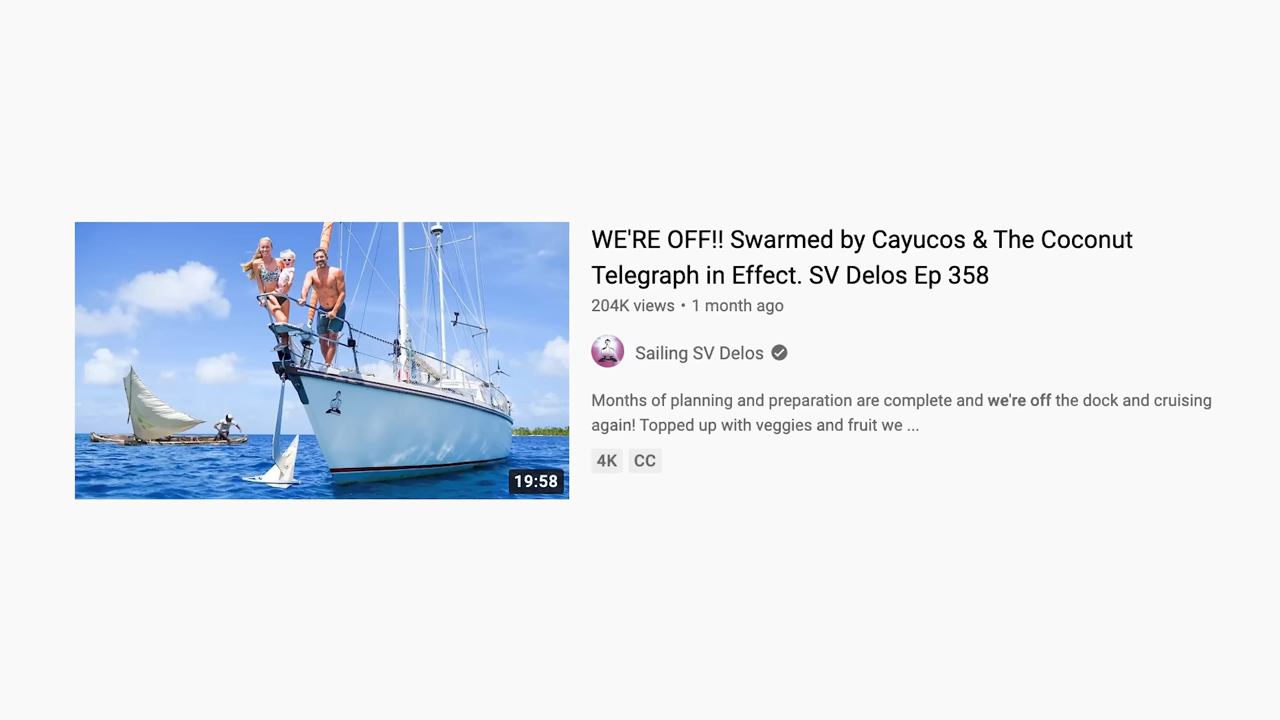 WE'RE OFF!! Swarmed by Cayucos & The Coconut
Telegraph in Effect. SV Delos Ep 358
204K views • 1 month ago
Sailing SV Delos
Months of planning and preparation are complete and we're off the dock and cruising
again! Topped up with veggies and fruit we ...
4K CC
19:58